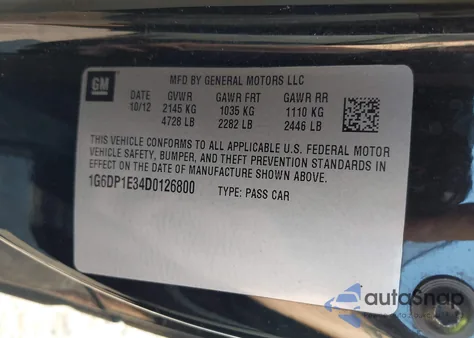 GM
MFD BY GENERAL MOTORS LLC
DATE GVWR GAWR FRT GAWR RR
10/12 2145 KG 1035 KG 1110 KG
4728 LB 2282 LB 2446 LB
THIS VEHICLE CONFORMS TO ALL APPLICABLE U.S. FEDERAL MOTOR
VEHICLE SAFETY, BUMPER, AND THEFT PREVENTION STANDARDS IN
EFFECT ON THE DATE OF MANUFACTURE SHOWN ABOVE.
1G6DP1E34D0126800 TYPE: PASS CAR
autoSnap